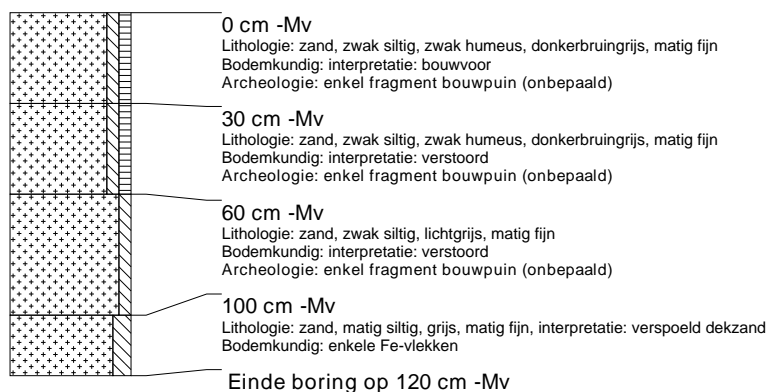 0 cm -Mv
Lithologie: zand, zwak siltig, zwak humeus, donkerbruingrijs, matig fijn
Bodemkundig: interpretatie: bouwvoor
Archeologie: enkel fragment bouwpuin (onbepaald)
30 cm -Mv
Lithologie: zand, zwak siltig, zwak humeus, donkerbruingrijs, matig fijn
Bodemkundig: interpretatie: verstoord
Archeologie: enkel fragment bouwpuin (onbepaald)
60 cm -Mv
Lithologie: zand, zwak siltig, lichtgrijs, matig fijn
Bodemkundig: interpretatie: verstoord
Archeologie: enkel fragment bouwpuin (onbepaald)
100 cm -Mv
Lithologie: zand, matig siltig, grijs, matig fijn, interpretatie: verspoeld dekzand
Bodemkundig: enkele Fe-vlekken
Einde boring op 120 cm -Mv